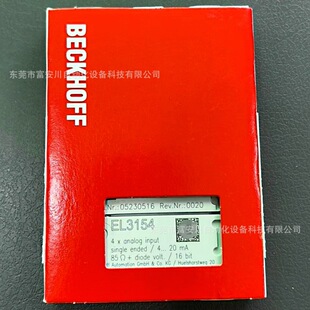 BECKHOFF
东莞市富安川自动化设备科技有限公司
Nr.:05230516 Rev.Nr.:0020
EL3154
4 x analog input
single ended / 4... 20 mA
85 Ω + diode volt. / 16 bit
Automation GmbH & Co. KG / Huelshorstweg 20